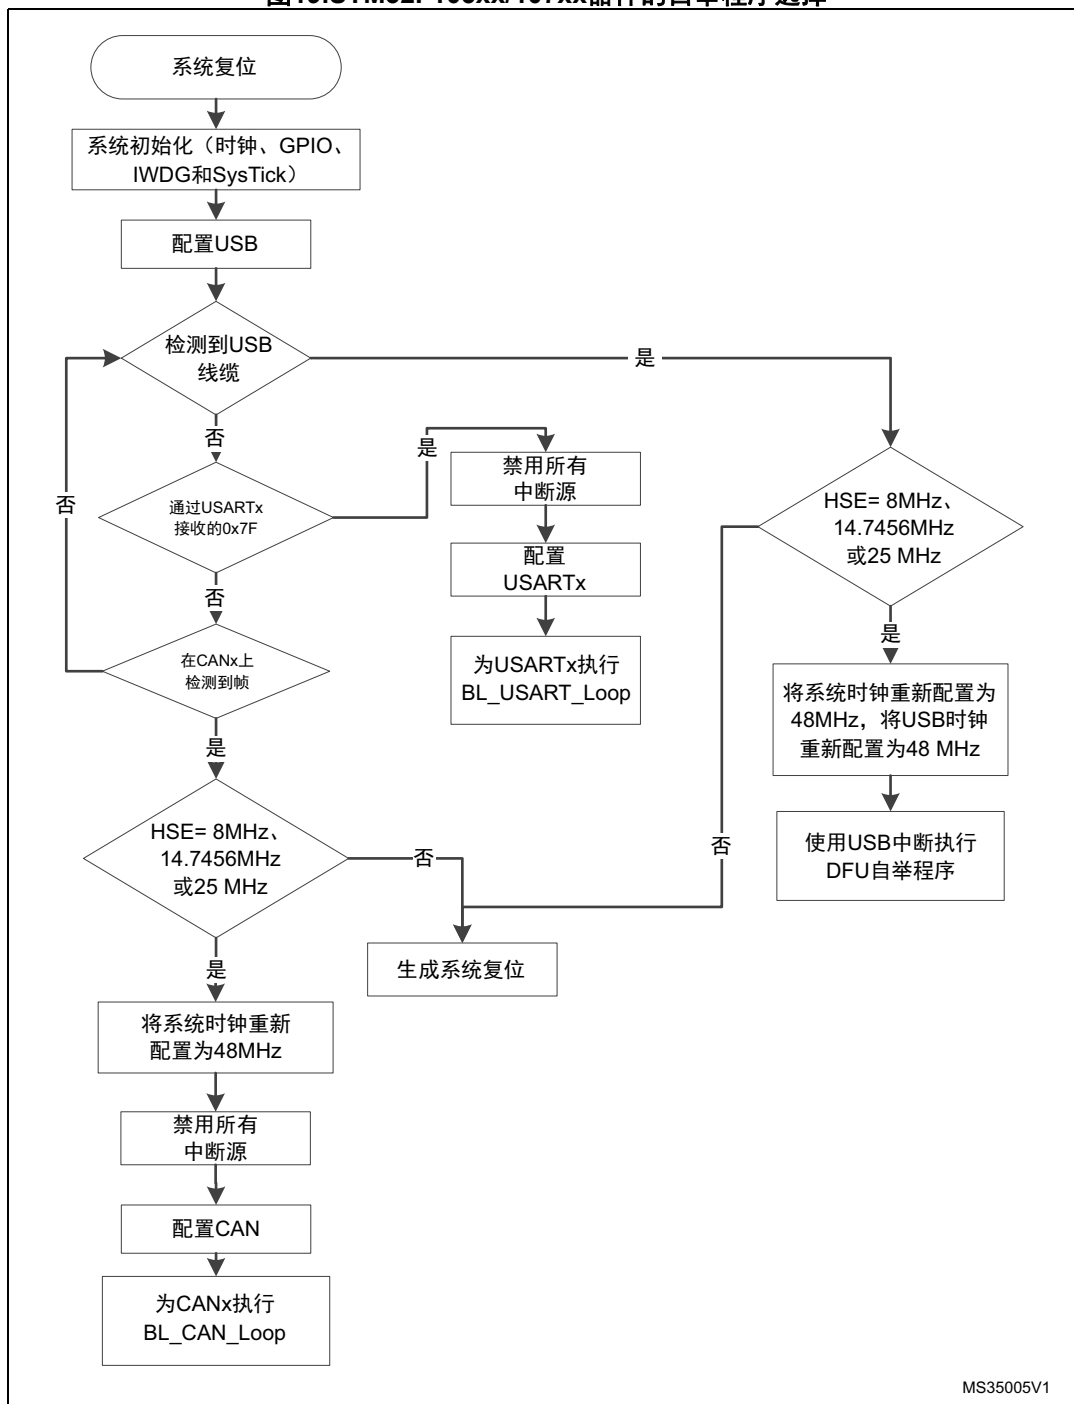 系统复位
系统初始化（时钟、GPIO、
IWDG和SysTick）
配置USB
检测到USB
线缆
是
否
是
禁用所有
中断源
否
通过USARTx
接收的0x7F
HSE= 8MHz、
14.7456MHz
或25 MHz
配置
USARTx
否
是
在CANx上
检测到帧
为USARTx执行
BL_USART_Loop
将系统时钟重新配置为
48MHz，将USB时钟
重新配置为48 MHz
是
HSE= 8MHz、
14.7456MHz
或25 MHz
否
否
使用USB中断执行
DFU自举程序
是
生成系统复位
将系统时钟重新
配置为48MHz
禁用所有
中断源
配置CAN
为CANx执行
BL_CAN_Loop
MS35005V1